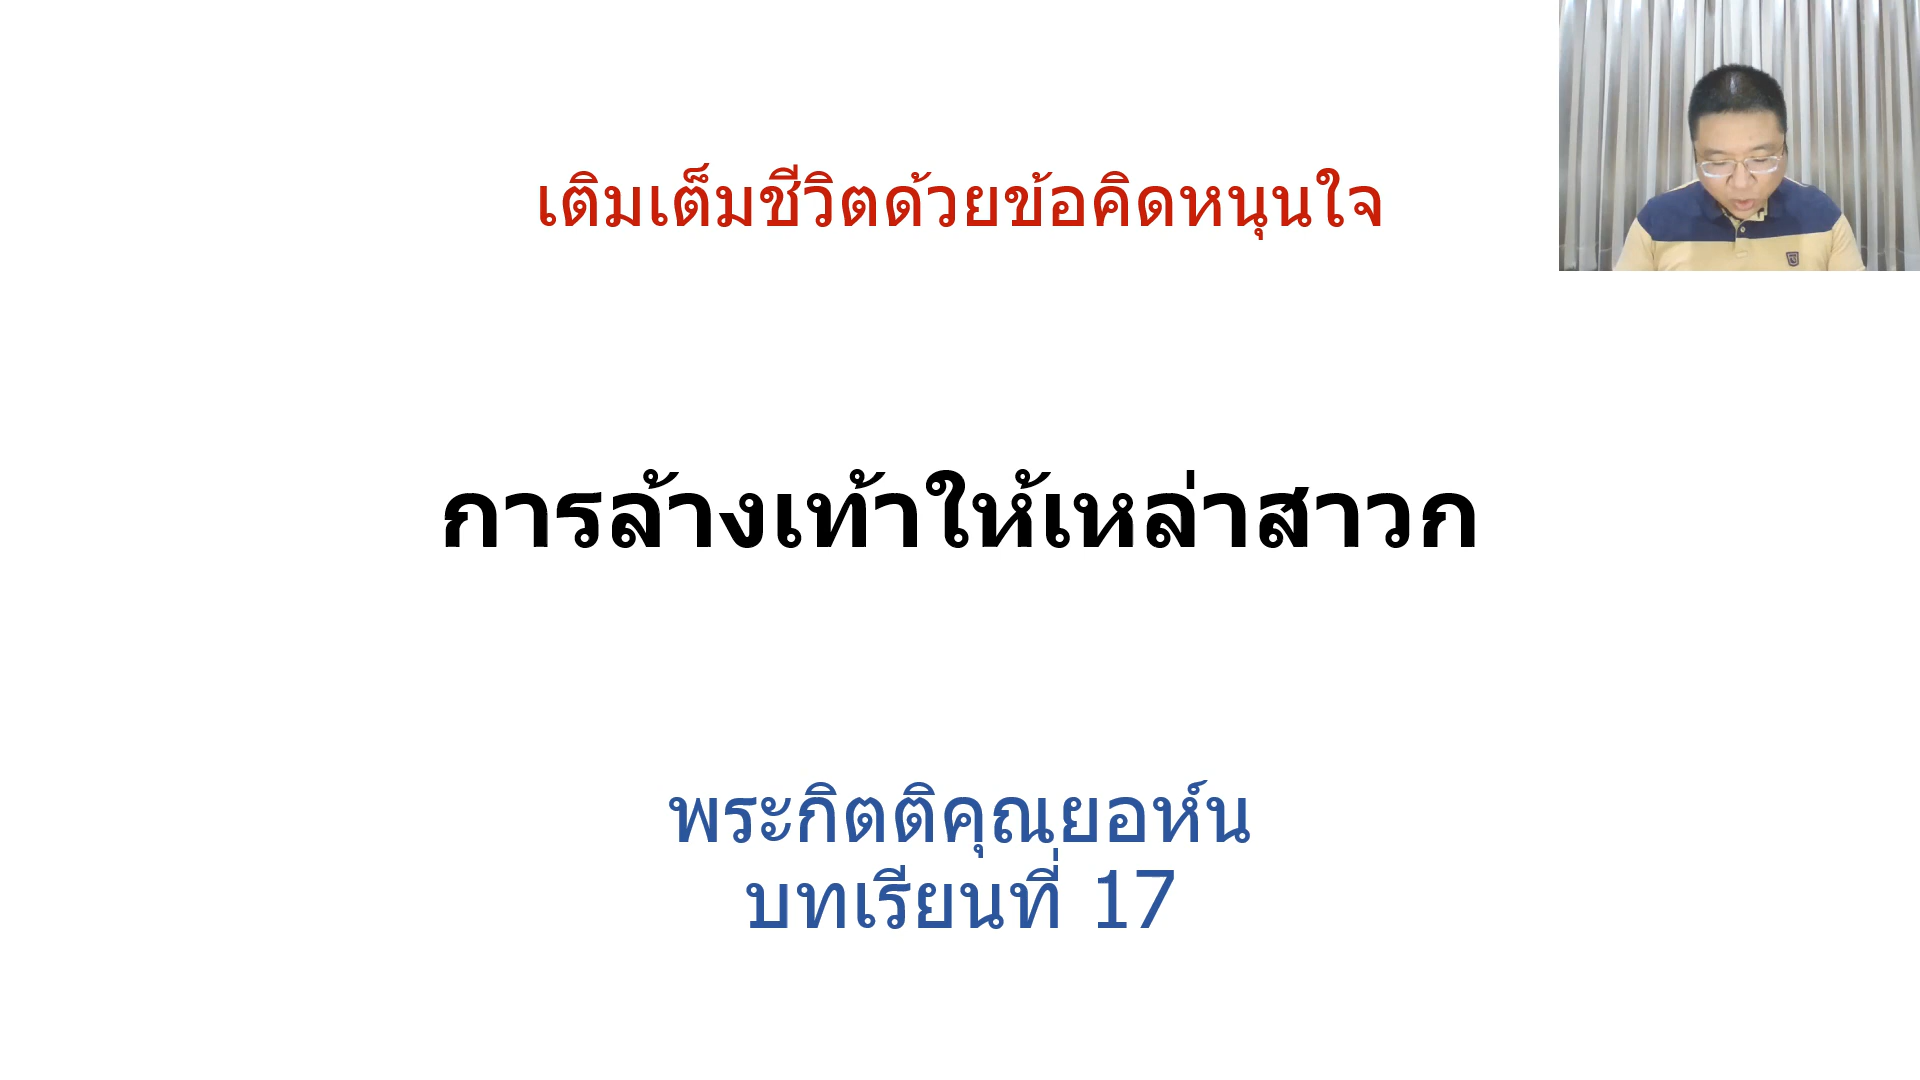 เติมเต็มชีวิตด้วยข้อคิดหนุนใจ
การล้างเท้าให้เหล่าสาวก
พระกิตติคุณยอห์น
บทเรียนที่ 17